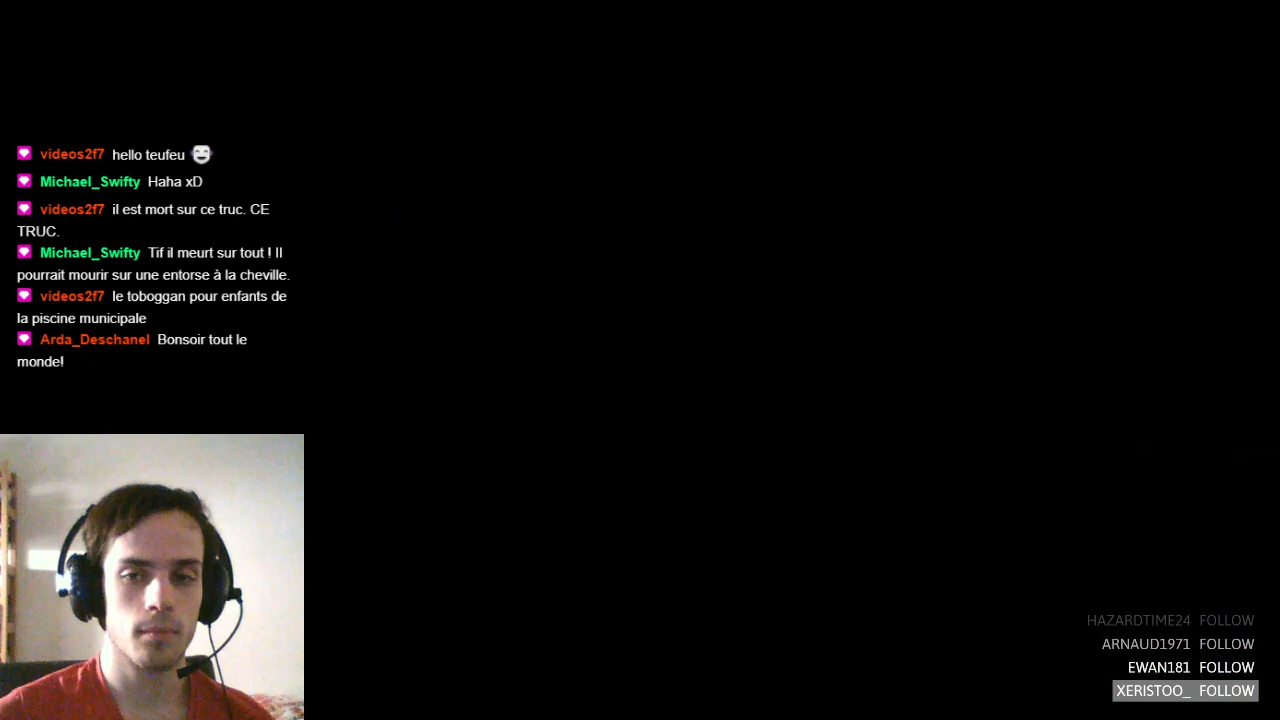 videos2f7 hello teufeu
Michael_Swifty Haha xD
videos2f7 il est mort sur ce truc. CE
TRUC.
Michael_Swifty Tif il meurt sur tout ! Il
pourrait mourir sur une entorse à la cheville.
videos2f7 le toboggan pour enfants de
la piscine municipale
Arda_Deschanel Bonsoir tout le
monde!
HAZARDTIME24 FOLLOW
ARNAUD1971 FOLLOW
EWAN181 FOLLOW
XERISTOO_ FOLLOW